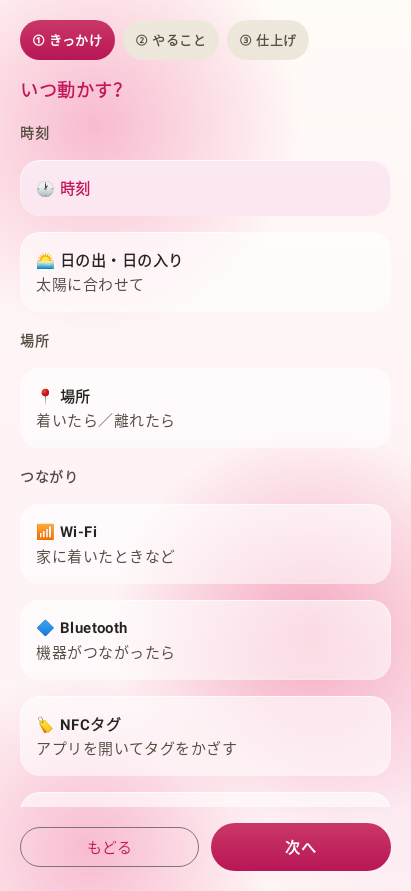 ① きっかけ
② やること
③ 仕上げ
いつ動かす？
時刻
🕐 時刻
🌅 日の出・日の入り
太陽に合わせて
場所
📍 場所
着いたら／離れたら
つながり
📶 Wi-Fi
家に着いたときなど
🔷 Bluetooth
機器がつながったら
🏷️ NFCタグ
アプリを開いてタグをかざす
もどる
次へ